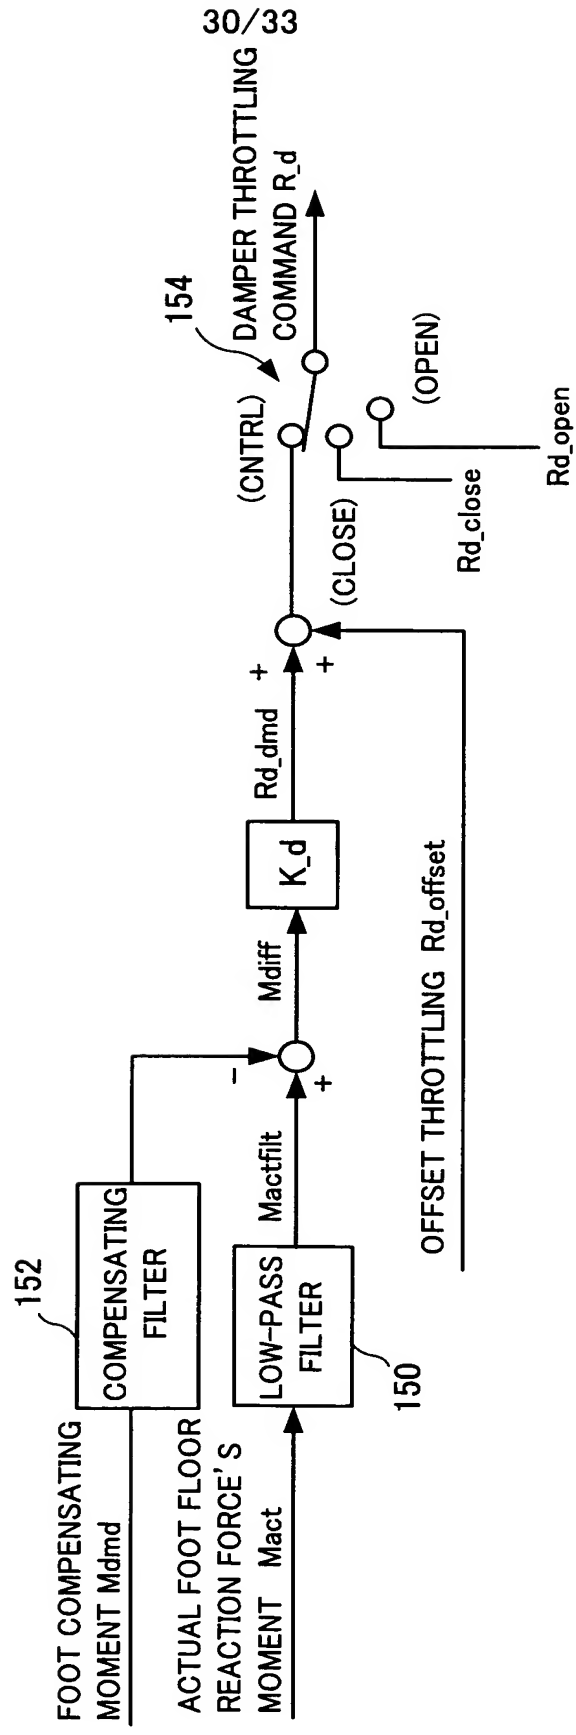 30/33
FOOT COMPENSATING
MOMENT Mdmd
152
COMPENSATING
FILTER
ACTUAL FOOT FLOOR
REACTION FORCE'S
MOMENT Mact
LOW-PASS
FILTER
150
Mactfilt
-
+
Mdiff
K_d
Rd_dmd
+
+
OFFSET THROTTLING Rd_offset
(CNTRL)
(CLOSE)
(OPEN)
Rd_close
Rd_open
154
DAMPER THROTTLING
COMMAND R_d